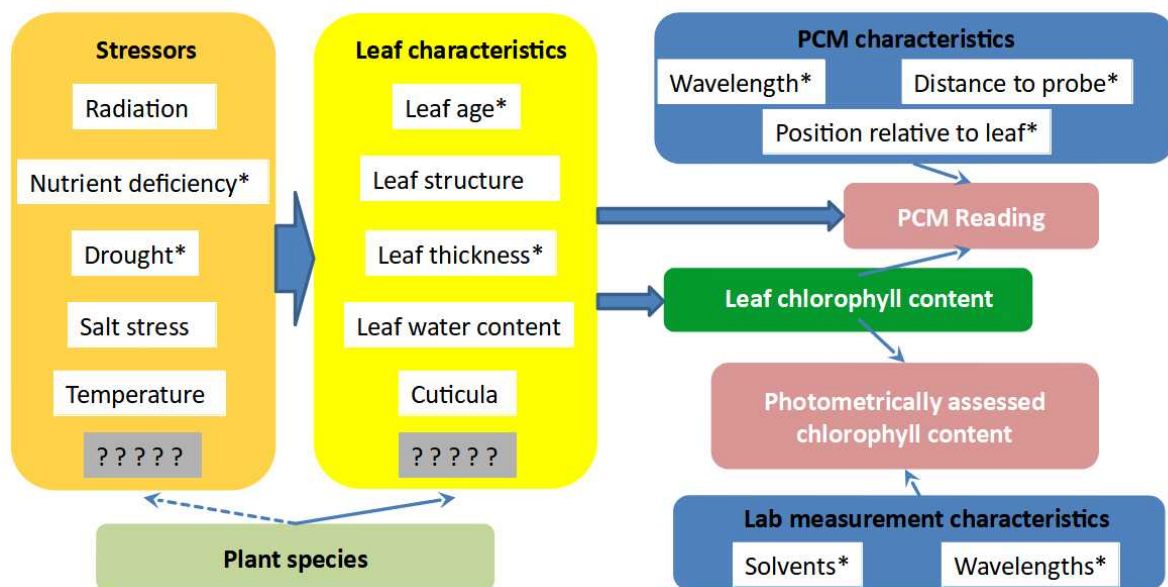 Stressors
Radiation
Nutrient deficiency*
Drought*
Salt stress
Temperature
? ? ? ? ?
Leaf characteristics
Leaf age*
Leaf structure
Leaf thickness*
Leaf water content
Cuticula
? ? ? ? ?
Plant species
PCM characteristics
Wavelength*
Distance to probe*
Position relative to leaf*
PCM Reading
Leaf chlorophyll content
Photometrically assessed
chlorophyll content
Lab measurement characteristics
Solvents*
Wavelengths*